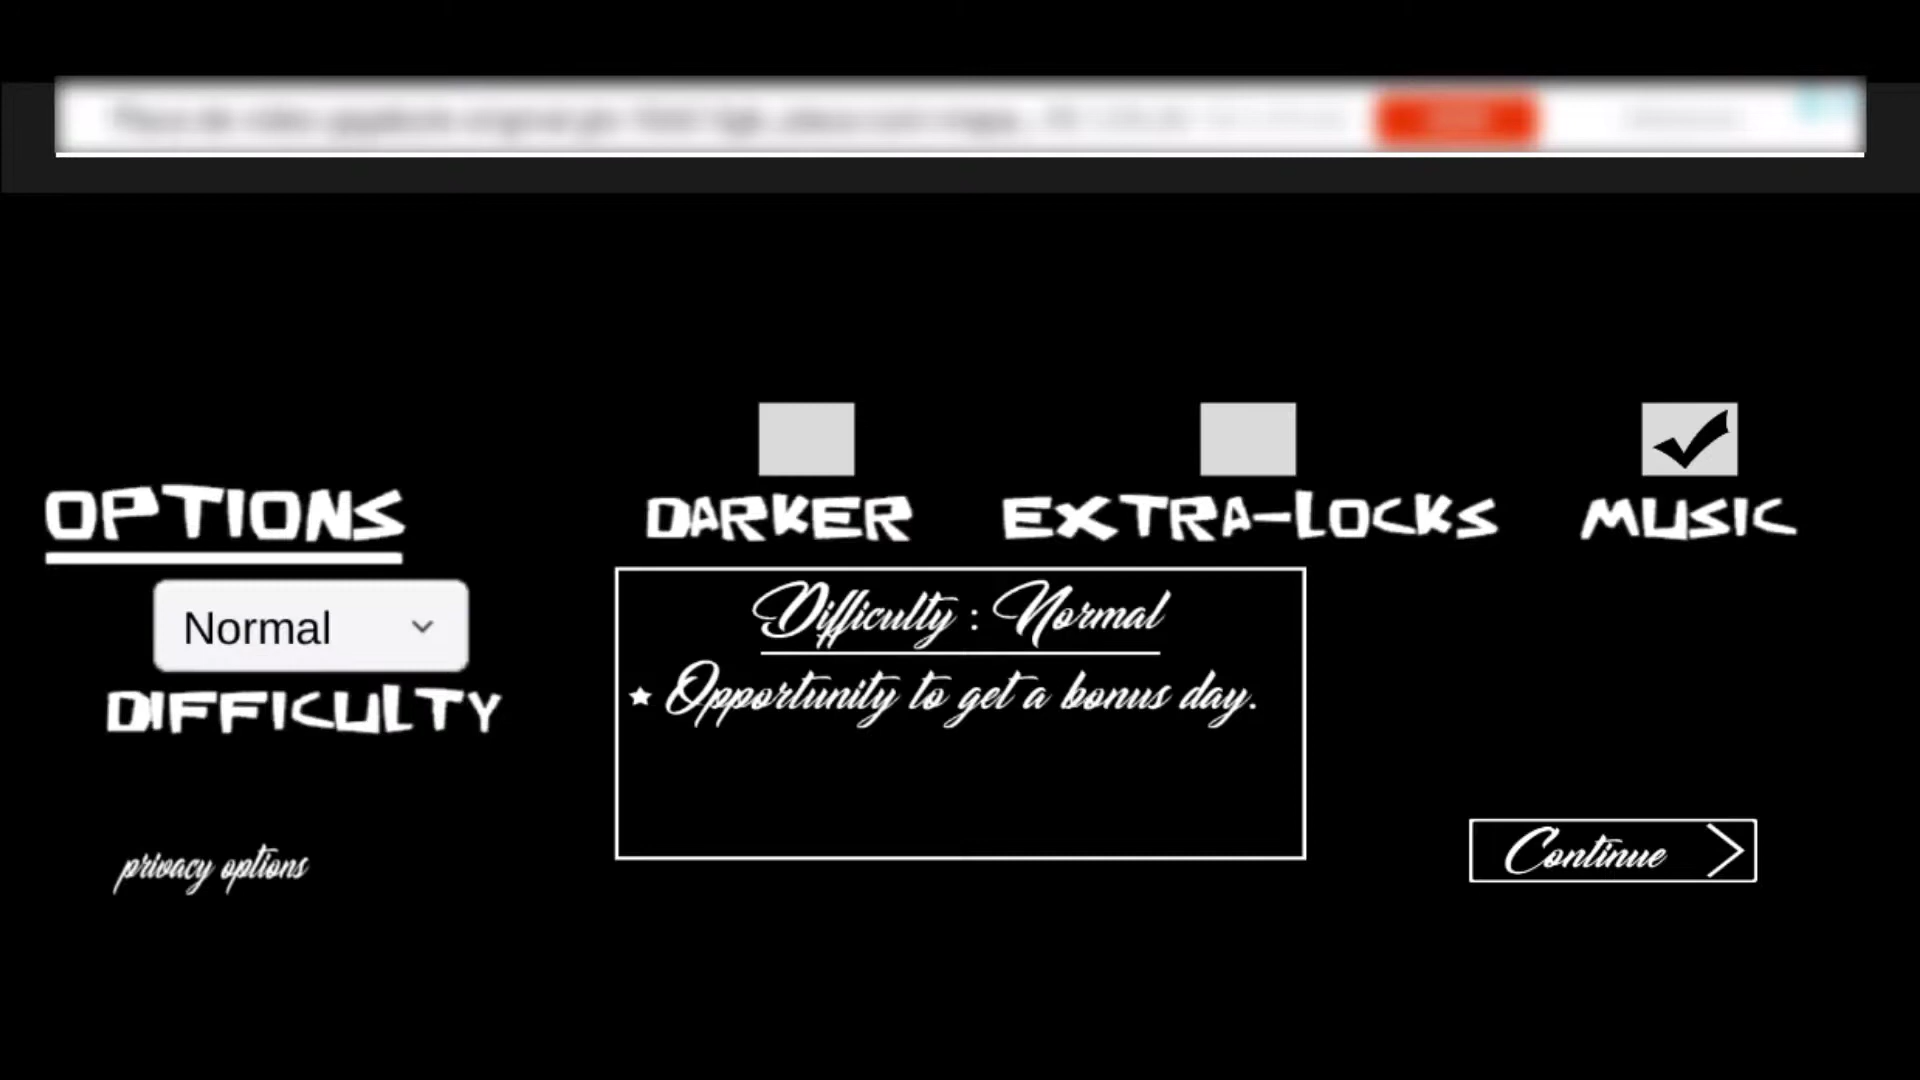 DARKER EXTRA-LOCKS MUSIC
OPTIONS
Normal
DIFFICULTY
Difficulty : Normal
★ Opportunity to get a bonus day.
privacy options
Continue